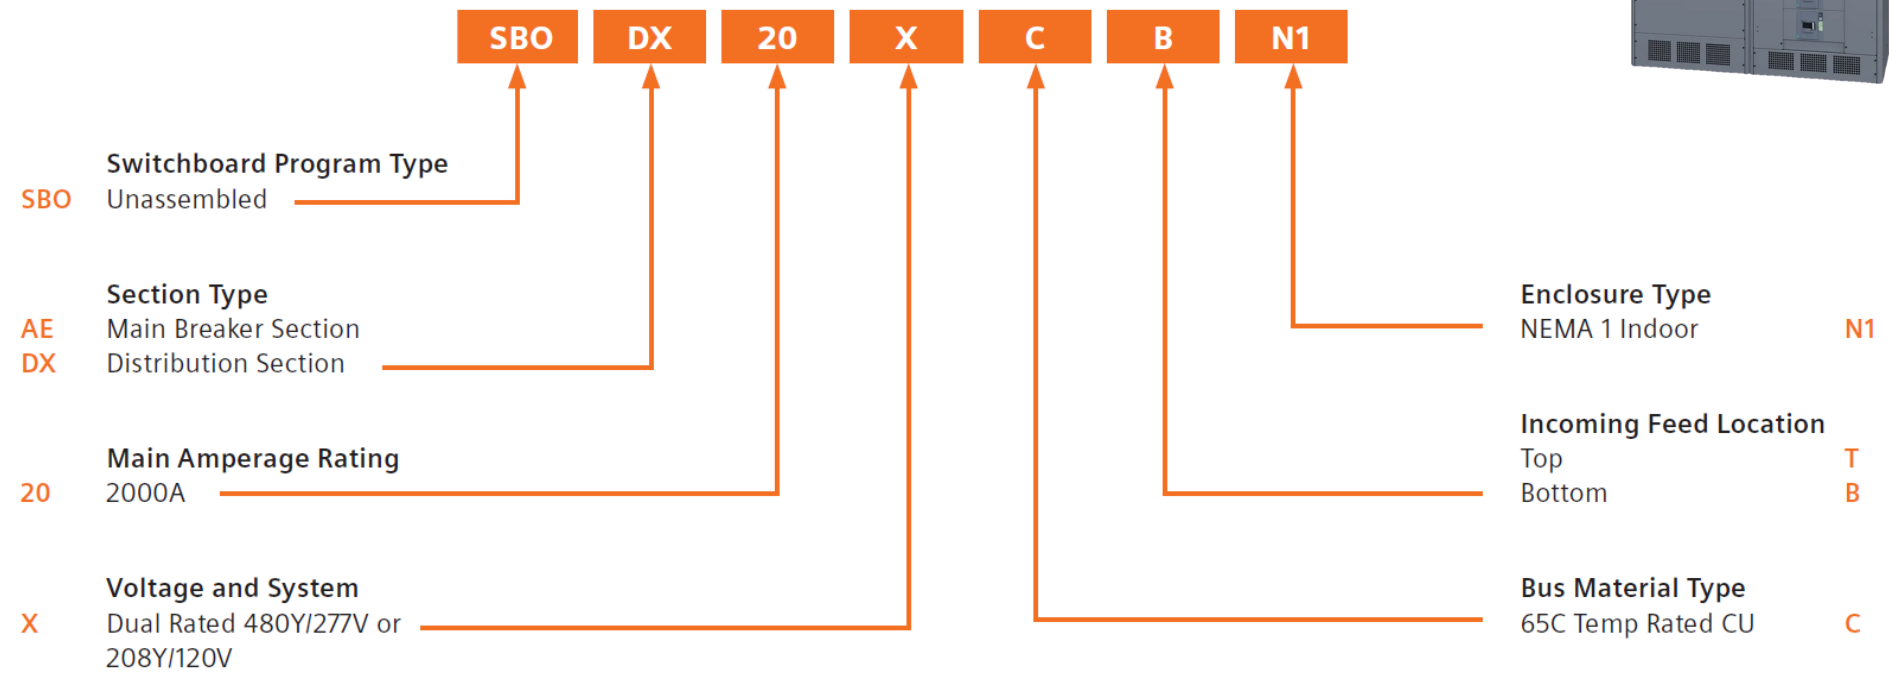 SBO DX 20 X C B N1
Switchboard Program Type
SBO Unassembled
Section Type
AE Main Breaker Section
DX Distribution Section
Main Amperage Rating
20 2000A
Voltage and System
X Dual Rated 480Y/277V or
208Y/120V
Enclosure Type
NEMA 1 Indoor N1
Incoming Feed Location
Top T
Bottom B
Bus Material Type
65C Temp Rated CU C